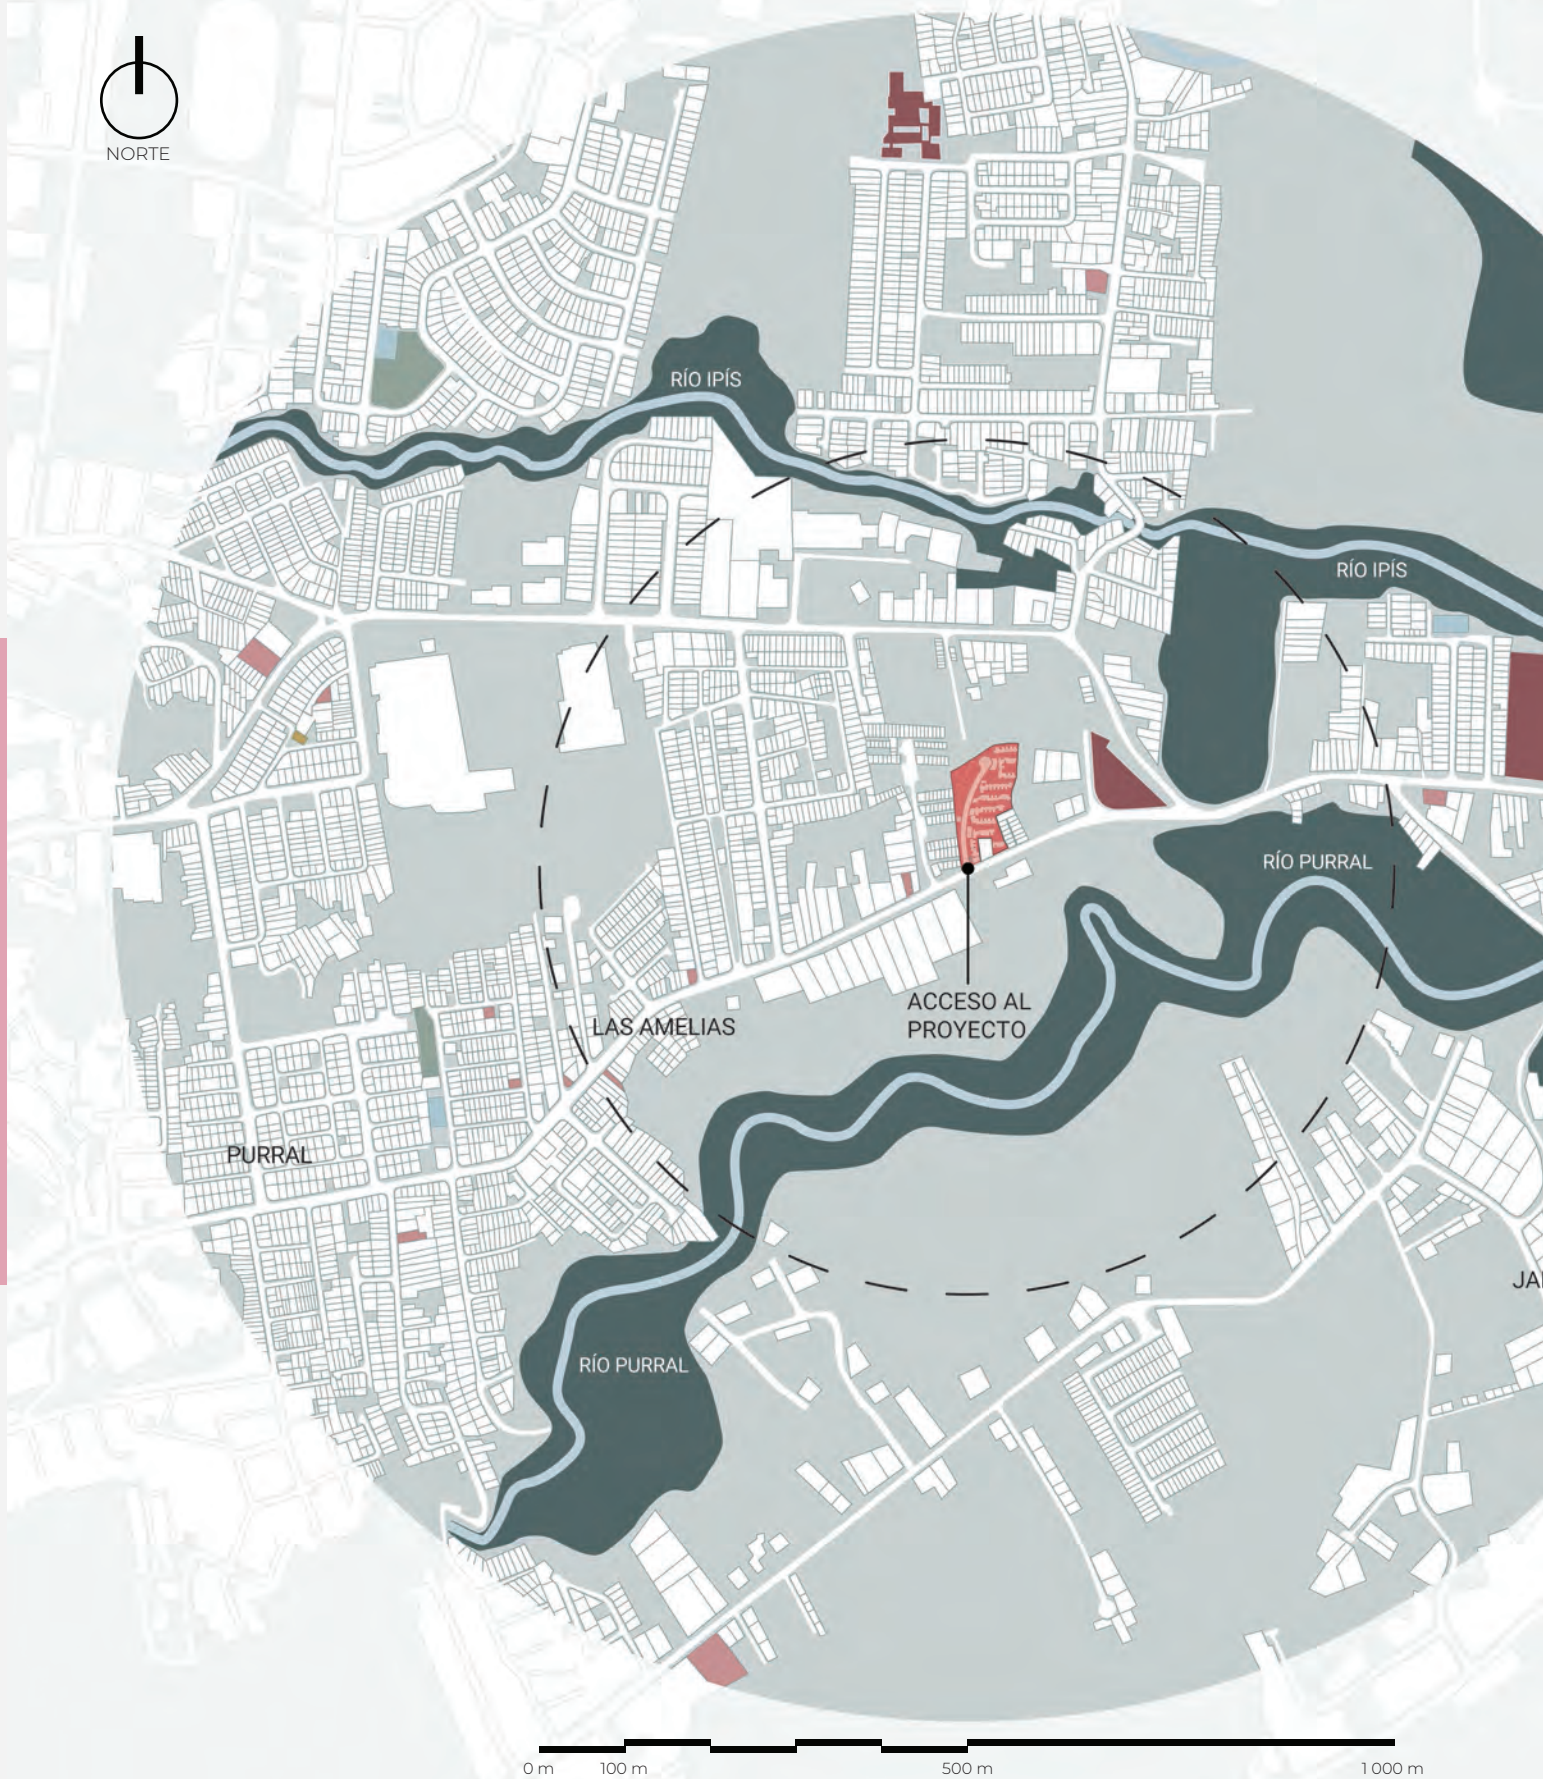 NORTE
RÍO IPÍS
RÍO IPÍS
RÍO PURRAL
ACCESO AL
PROYECTO
LAS AMELIAS
PURRAL
JA
RÍO PURRAL
0 m 100 m 500 m 1 000 m